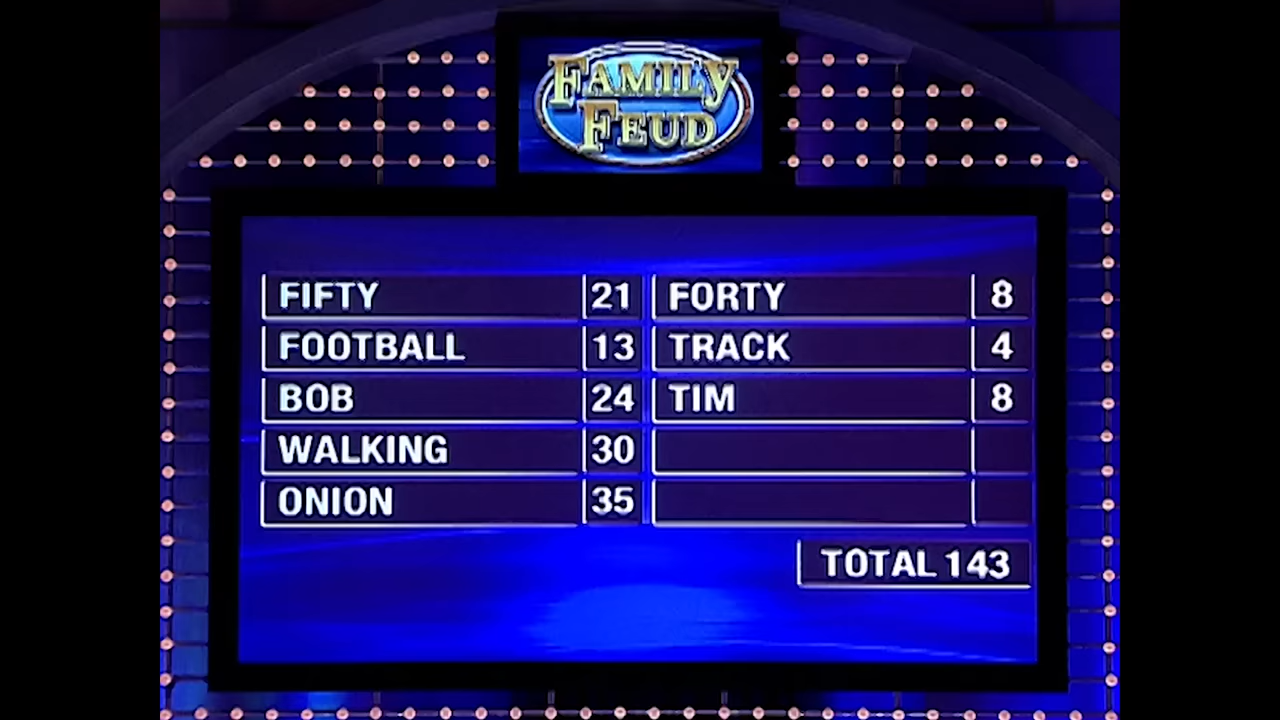 FAMILY
FEUD
FIFTY 21 FORTY 8
FOOTBALL 13 TRACK 4
BOB 24 TIM 8
WALKING 30
ONION 35
TOTAL 143